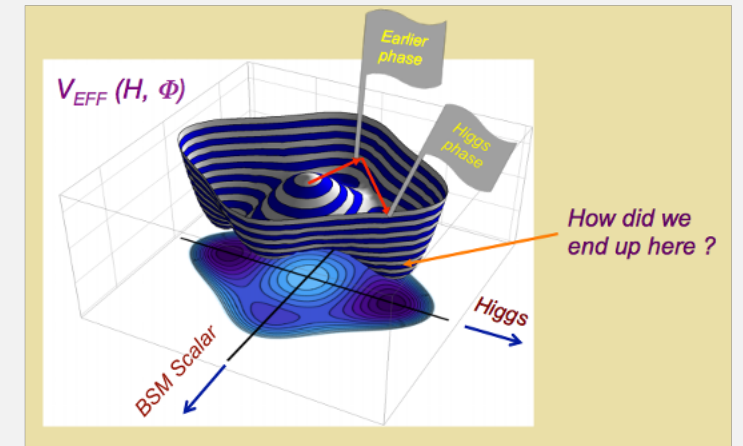 Earlier
phase
V_EFF (H, Φ)
Higgs
phase
How did we
end up here ?
Higgs
BSM Scalar